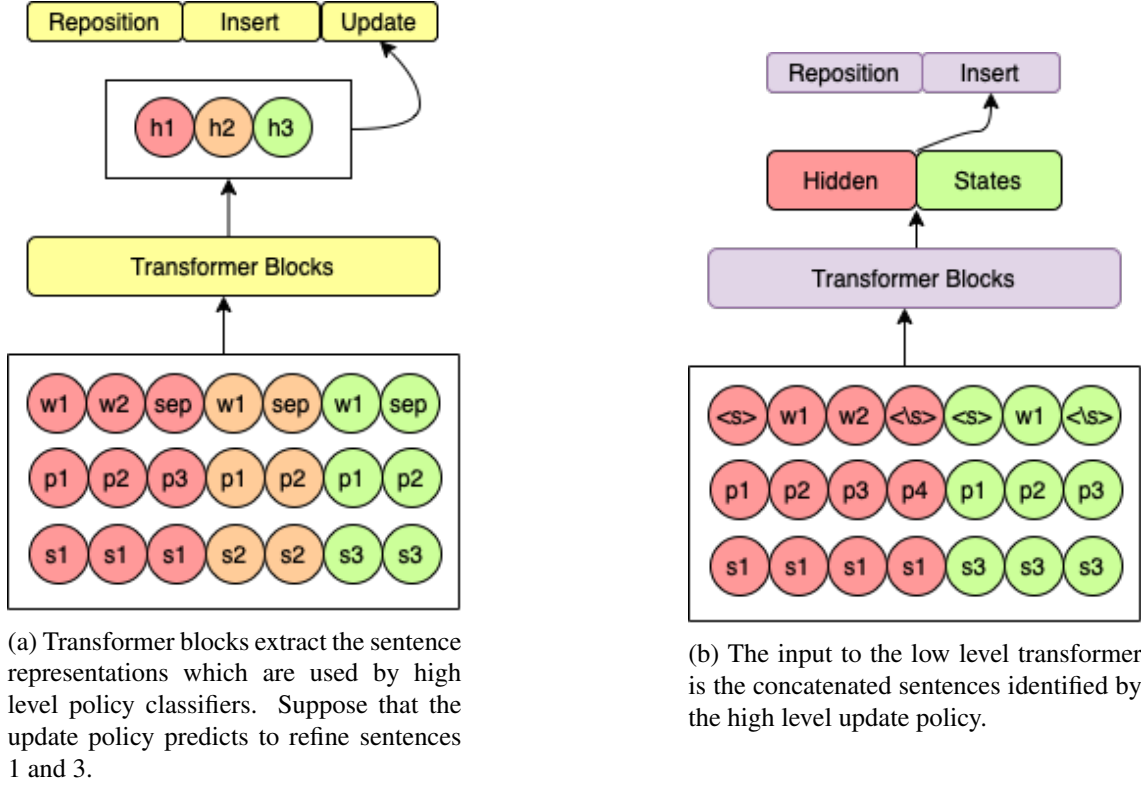 Reposition Insert Update
h1 h2 h3
Transformer Blocks
w1 w2 sep w1 sep w1 sep
p1 p2 p3 p1 p2 p1 p2
s1 s1 s1 s2 s2 s3 s3
(a) Transformer blocks extract the sentence
representations which are used by high
level policy classifiers. Suppose that the
update policy predicts to refine sentences
1 and 3.
Reposition Insert
Hidden States
Transformer Blocks
<s> w1 w2 <\s> <s> w1 <\s>
p1 p2 p3 p4 p1 p2 p3
s1 s1 s1 s1 s3 s3 s3
(b) The input to the low level transformer
is the concatenated sentences identified by
the high level update policy.